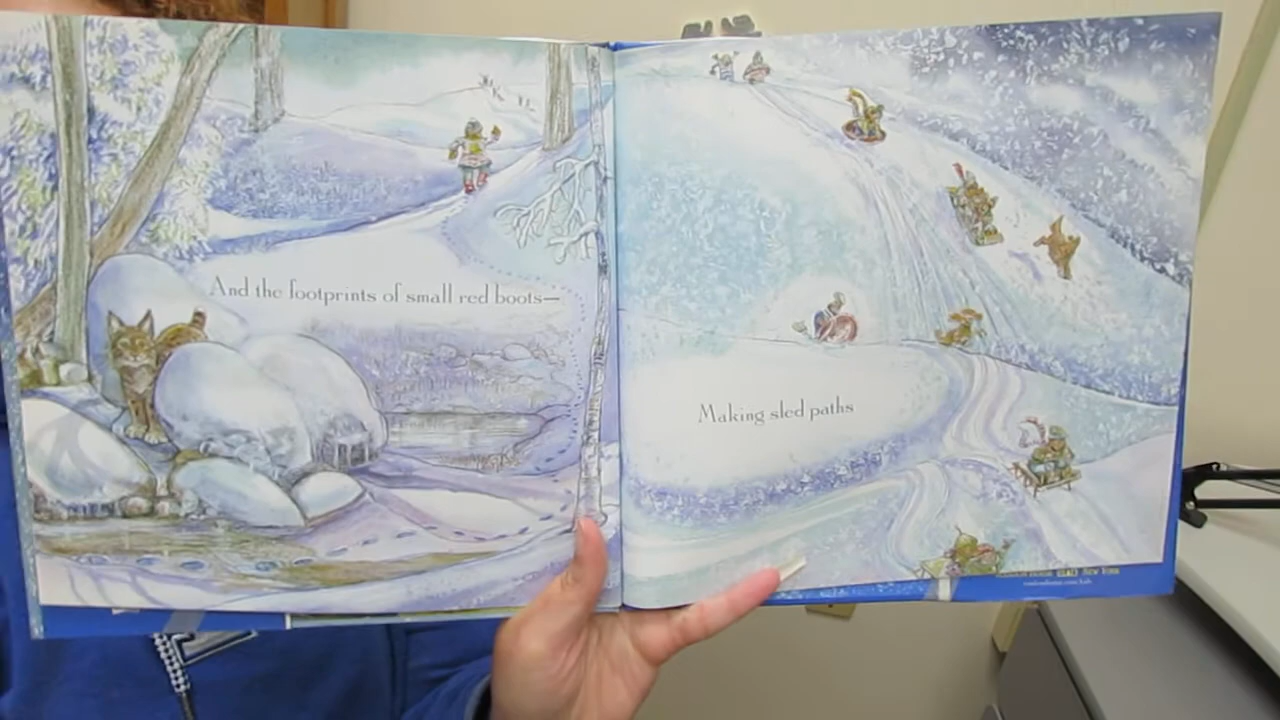 And the footprints of small red boots—
Making sled paths
NEW YORK